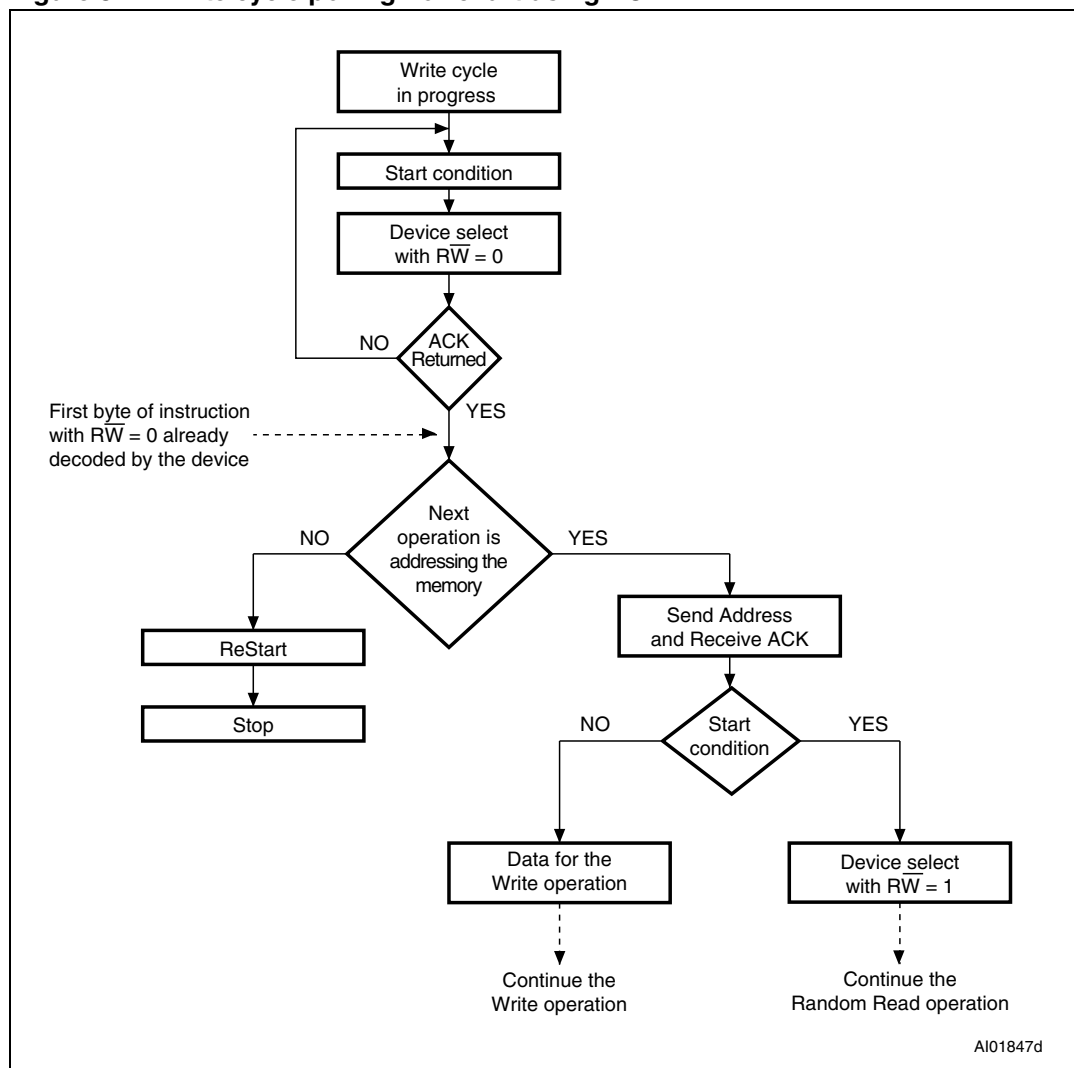 Write cycle
in progress
Start condition
Device select
with RW̅ = 0
NO
ACK
Returned
YES
First byte of instruction
with RW̅ = 0 already
decoded by the device
NO
Next
operation is
addressing the
memory
YES
Send Address
and Receive ACK
ReStart
Stop
NO
Start
condition
YES
Data for the
Write operation
Device select
with RW̅ = 1
Continue the
Write operation
Continue the
Random Read operation
AI01847d